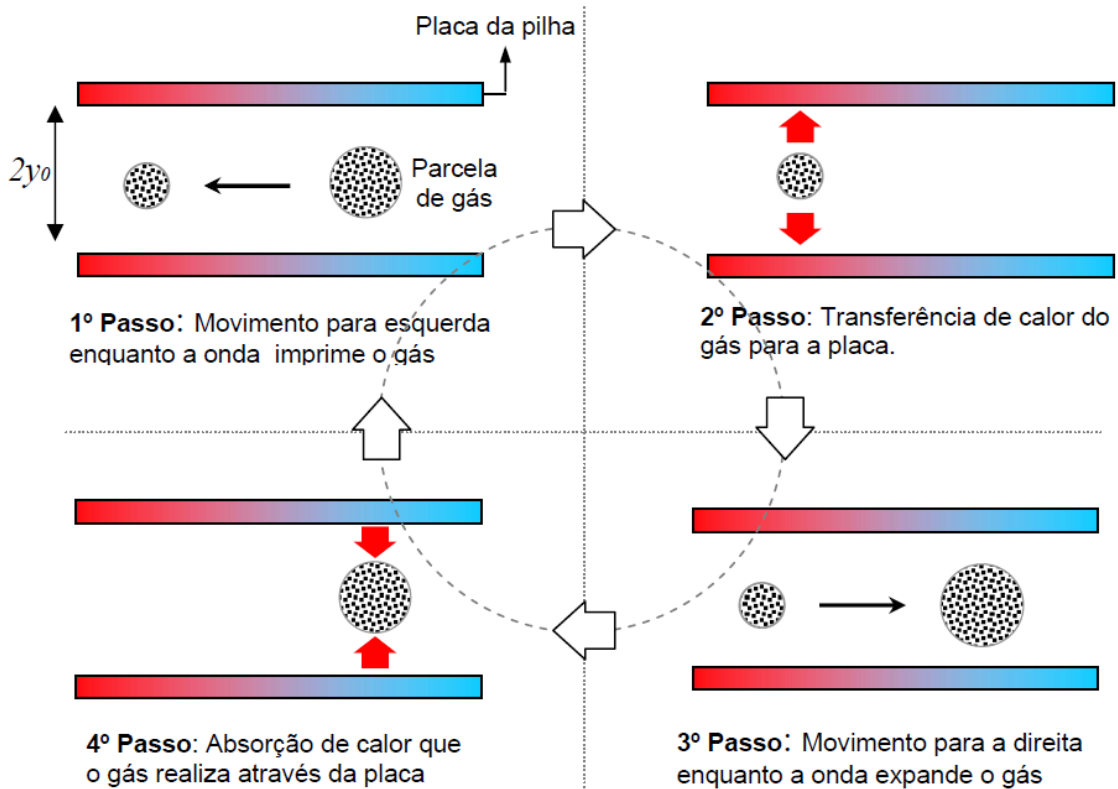 Placa da pilha
2y₀
Parcela
de gás
1º Passo: Movimento para esquerda
enquanto a onda imprime o gás
2º Passo: Transferência de calor do
gás para a placa.
4º Passo: Absorção de calor que
o gás realiza através da placa
3º Passo: Movimento para a direita
enquanto a onda expande o gás